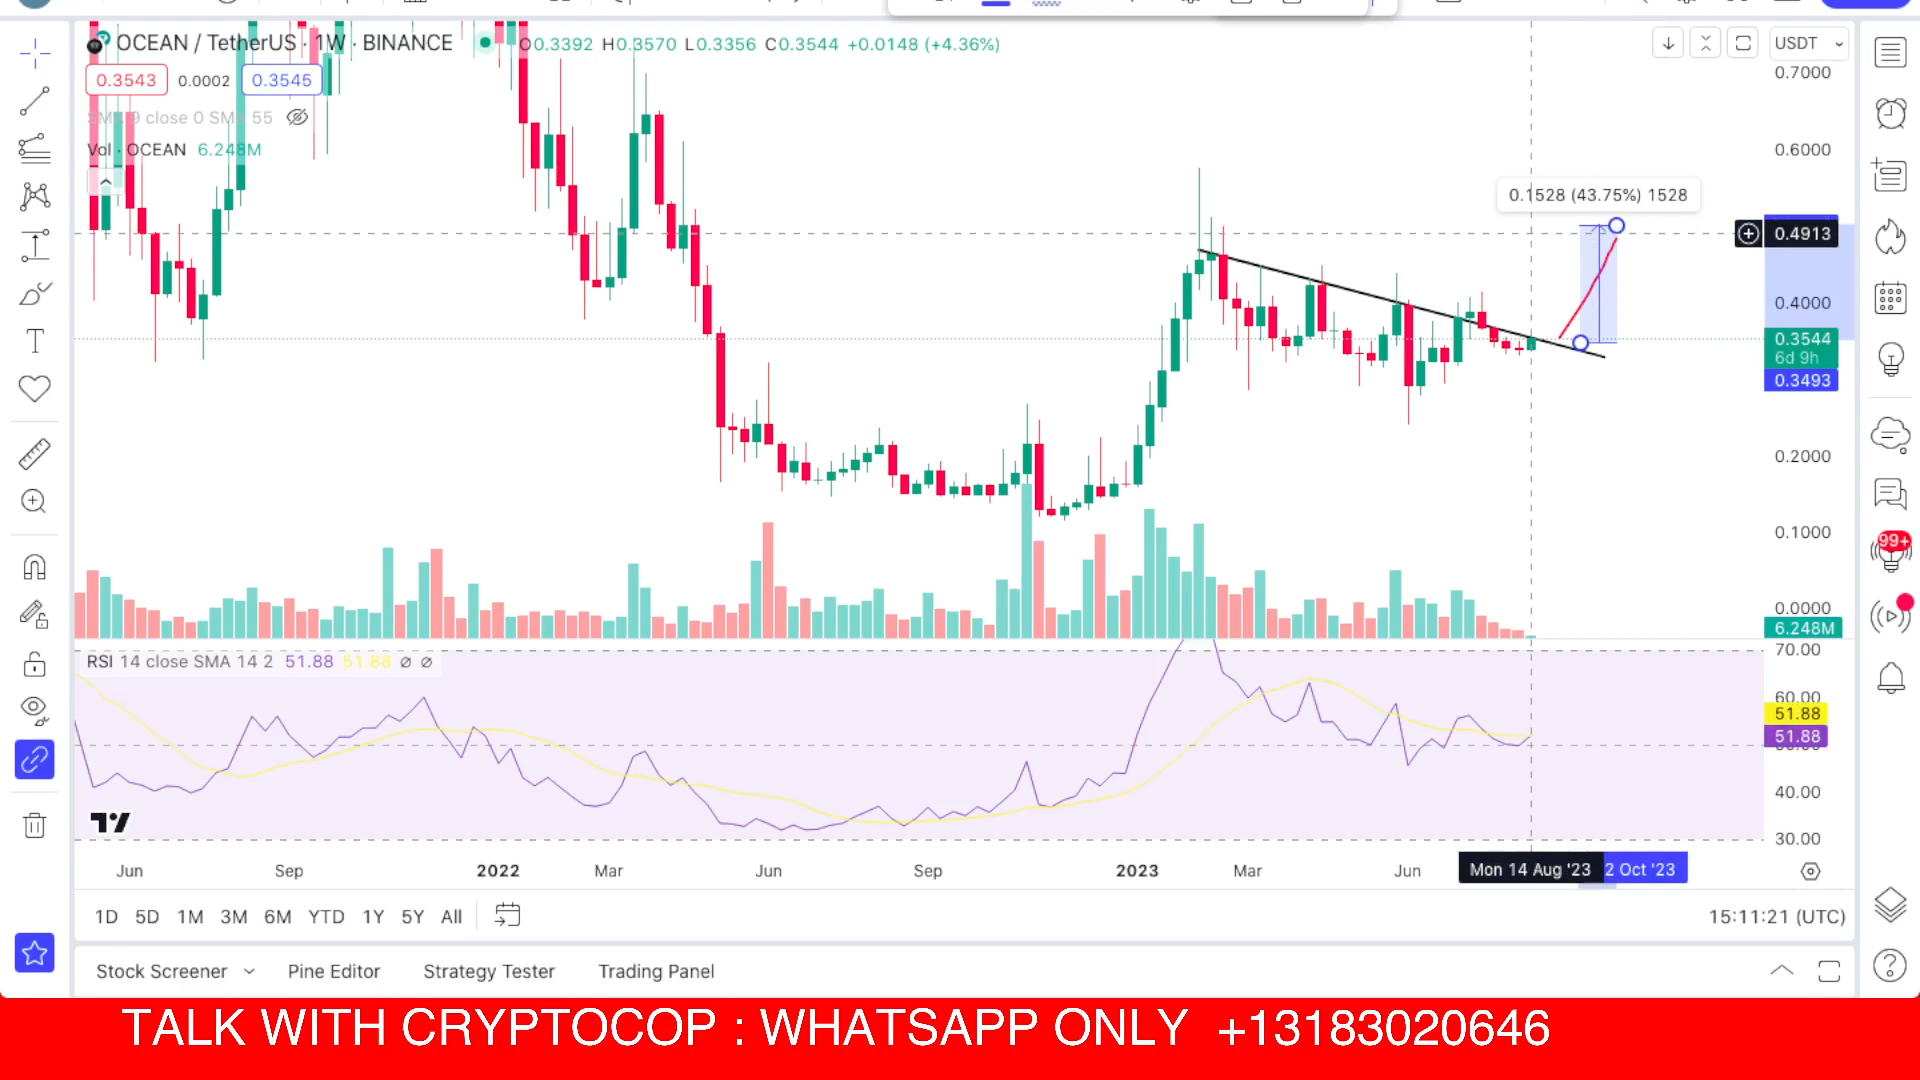 OCEAN / TetherUS · 1W · BINANCE
O0.3392 H0.3570 L0.3356 C0.3544 +0.0148 (+4.36%)
USDT
0.3543 0.0002 0.3545
9 close 0 SMA 55
Vol · OCEAN 6.248M
0.7000
0.6000
0.1528 (43.75%) 1528
0.4913
0.4000
0.3544
6d 9h
0.3493
0.2000
0.1000
0.0000
6.248M
RSI 14 close SMA 14 2 51.88 51.88 ∅ ∅
70.00
60.00
51.88
51.88
40.00
30.00
Jun Sep 2022 Mar Jun Sep 2023 Mar Jun Mon 14 Aug '23 2 Oct '23
1D 5D 1M 3M 6M YTD 1Y 5Y All
15:11:21 (UTC)
Stock Screener Pine Editor Strategy Tester Trading Panel
99+
TALK WITH CRYPTOCOP : WHATSAPP ONLY +13183020646